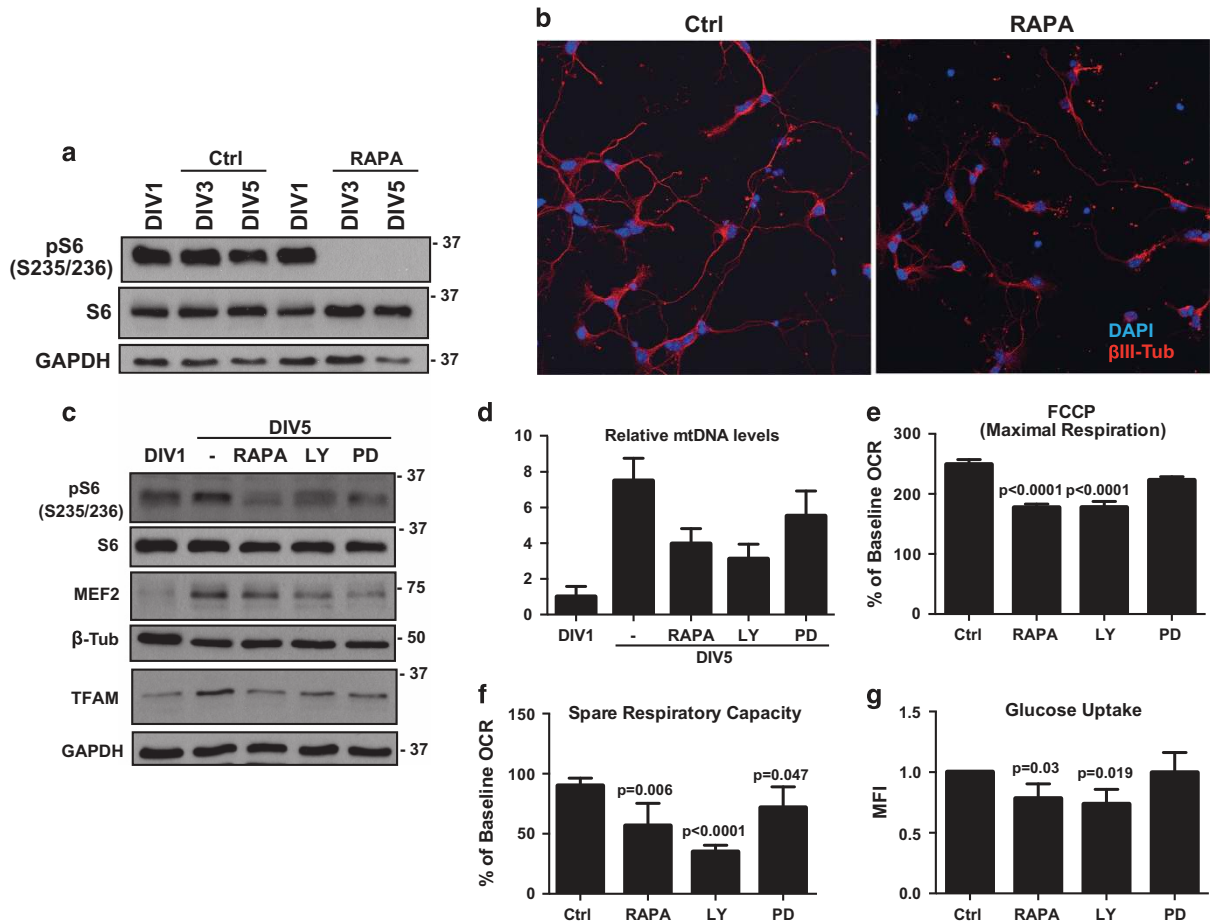 a
Ctrl
RAPA
DIV1
DIV3
DIV5
DIV1
DIV3
DIV5
pS6
(S235/236)
- 37
S6
- 37
GAPDH
- 37
b
Ctrl
RAPA
DAPI
βIII-Tub
c
DIV5
DIV1
-
RAPA
LY
PD
pS6
(S235/236)
- 37
S6
- 37
MEF2
- 75
β-Tub
- 50
TFAM
- 37
GAPDH
- 37
d
Relative mtDNA levels
10
8
6
4
2
0
DIV1
-
RAPA
LY
PD
DIV5
e
FCCP
(Maximal Respiration)
% of Baseline OCR
300
200
100
0
p<0.0001
p<0.0001
Ctrl
RAPA
LY
PD
f
Spare Respiratory Capacity
% of Baseline OCR
150
100
50
0
p=0.006
p<0.0001
p=0.047
Ctrl
RAPA
LY
PD
g
Glucose Uptake
MFI
1.5
1.0
0.5
0.0
p=0.03
p=0.019
Ctrl
RAPA
LY
PD